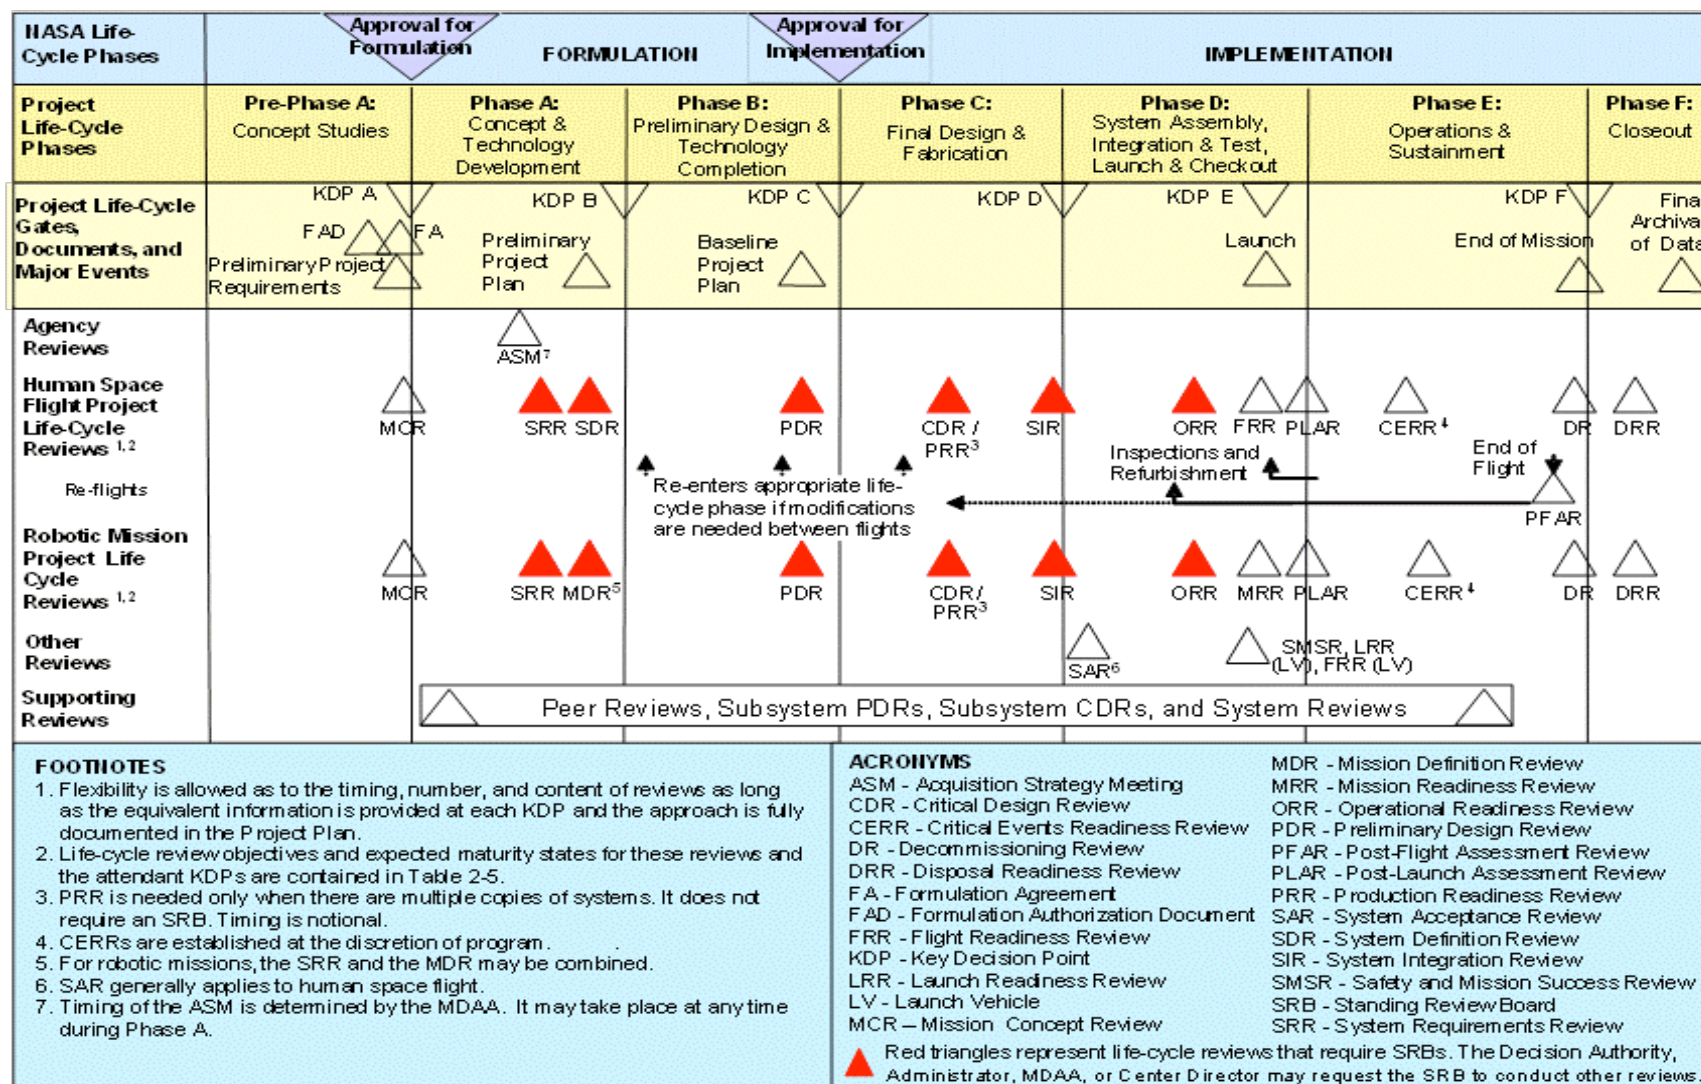 NASA Life-
Cycle Phases
Approval for
Formulation
FORMULATION
Approval for
Implementation
IMPLEMENTATION
Project
Life-Cycle
Phases
Pre-Phase A:
Concept Studies
Phase A:
Concept &
Technology
Development
Phase B:
Preliminary Design &
Technology
Completion
Phase C:
Final Design &
Fabrication
Phase D:
System Assembly,
Integration & Test,
Launch & Checkout
Phase E:
Operations &
Sustainment
Phase F:
Closeout
Project Life-Cycle
Gates,
Documents, and
Major Events
KDP A
FAD
FA
Preliminary Project
Requirements
KDP B
Preliminary
Project
Plan
KDP C
Baseline
Project
Plan
KDP D
KDP E
Launch
KDP F
End of Mission
Fina
Archiva
of Data
Agency
Reviews
ASM7
Human Space
Flight Project
Life-Cycle
Reviews 1,2
MCR
SRR SDR
PDR
CDR /
PRR3
SIR
ORR
FRR
PLAR
CERR4
DR
DRR
Re-flights
Re-enters appropriate life-
cycle phase if modifications
are needed between flights
Inspections and
Refurbishment
End of
Flight
PFAR
Robotic Mission
Project Life
Cycle
Reviews 1,2
MCR
SRR MDR5
PDR
CDR /
PRR3
SIR
ORR
MRR
PLAR
CERR4
DR
DRR
Other
Reviews
SAR6
SMSR, LRR
(LV), FRR (LV)
Supporting
Reviews
Peer Reviews, Subsystem PDRs, Subsystem CDRs, and System Reviews
FOOTNOTES
1. Flexibility is allowed as to the timing, number, and content of reviews as long
as the equivalent information is provided at each KDP and the approach is fully
documented in the Project Plan.
2. Life-cycle review objectives and expected maturity states for these reviews and
the attendant KDPs are contained in Table 2-5.
3. PRR is needed only when there are multiple copies of systems. It does not
require an SRB. Timing is notional.
4. CERRs are established at the discretion of program.
5. For robotic missions, the SRR and the MDR may be combined.
6. SAR generally applies to human space flight.
7. Timing of the ASM is determined by the MDAA. It may take place at any time
during Phase A.
ACRONYMS
ASM - Acquisition Strategy Meeting
CDR - Critical Design Review
CERR - Critical Events Readiness Review
DR - Decommissioning Review
DRR - Disposal Readiness Review
FA - Formulation Agreement
FAD - Formulation Authorization Document
FRR - Flight Readiness Review
KDP - Key Decision Point
LRR - Launch Readiness Review
LV - Launch Vehicle
MCR – Mission Concept Review
MDR - Mission Definition Review
MRR - Mission Readiness Review
ORR - Operational Readiness Review
PDR - Preliminary Design Review
PFAR - Post-Flight Assessment Review
PLAR - Post-Launch Assessment Review
PRR - Production Readiness Review
SAR - System Acceptance Review
SDR - System Definition Review
SIR - System Integration Review
SMSR - Safety and Mission Success Review
SRB - Standing Review Board
SRR - System Requirements Review
Red triangles represent life-cycle reviews that require SRBs. The Decision Authority,
Administrator, MDAA, or Center Director may request the SRB to conduct other reviews